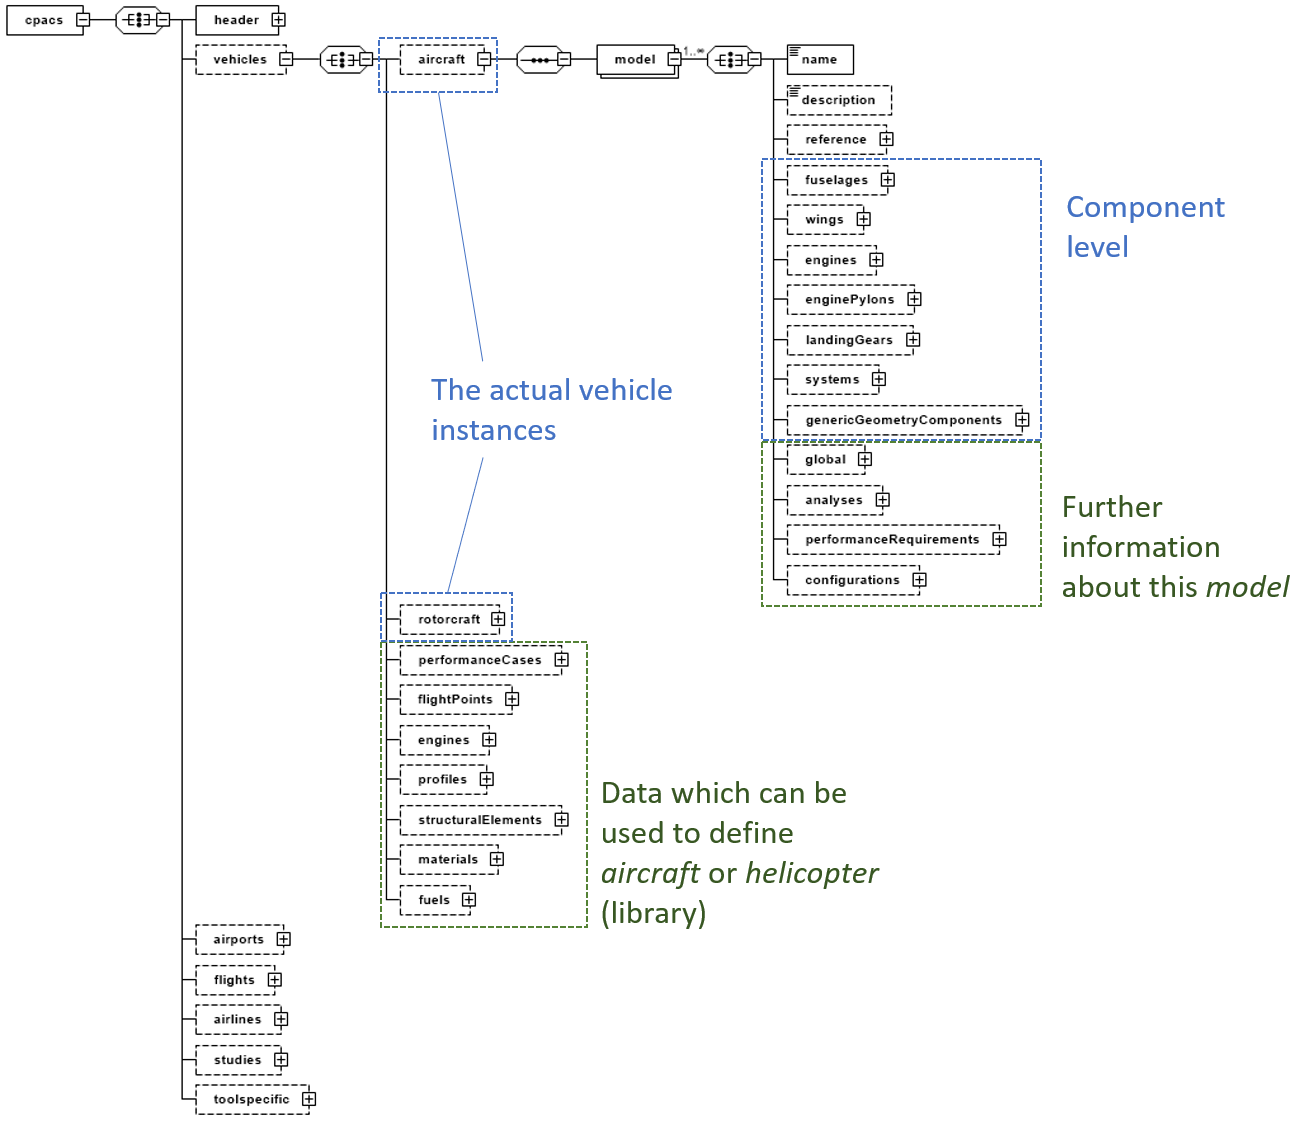 cpacs
header
vehicles
aircraft
model
1..∞
name
description
reference
fuselages
wings
engines
enginePylons
landingGears
systems
genericGeometryComponents
Component
level
global
analyses
performanceRequirements
configurations
Further
information
about this model
The actual vehicle
instances
rotorcraft
performanceCases
flightPoints
engines
profiles
structuralElements
materials
fuels
Data which can be
used to define
aircraft or helicopter
(library)
airports
flights
airlines
studies
toolspecific